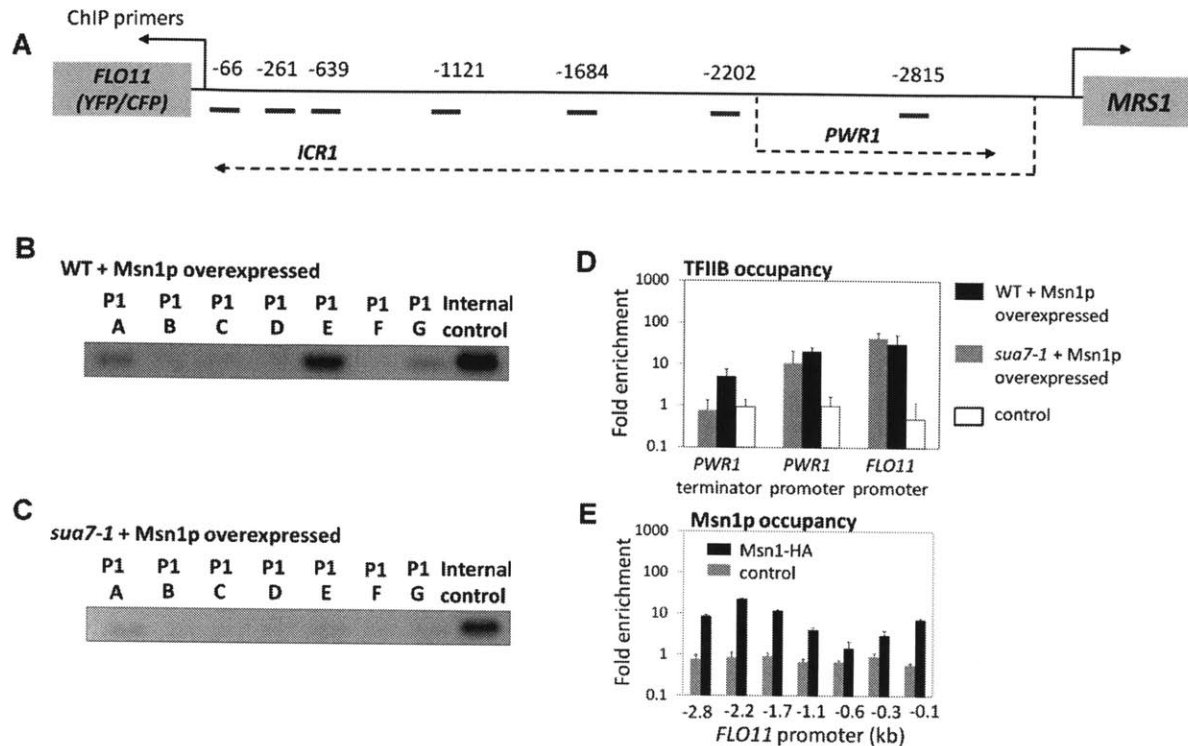 ChIP primers
A
FLO11
(YFP/CFP)
-66 -261 -639 -1121 -1684 -2202 -2815
MRS1
PWR1
ICR1
B
WT + Msn1p overexpressed
P1 P1 P1 P1 P1 P1 P1 Internal
A B C D E F G control
C
sua7-1 + Msn1p overexpressed
P1 P1 P1 P1 P1 P1 P1 Internal
A B C D E F G control
D
TFIIB occupancy
Fold enrichment
1000
100
10
1
0.1
PWR1 PWR1 FLO11
terminator promoter promoter
WT + Msn1p
overexpressed
sua7-1 + Msn1p
overexpressed
control
E
Msn1p occupancy
Fold enrichment
1000
100
10
1
0.1
Msn1-HA
control
-2.8 -2.2 -1.7 -1.1 -0.6 -0.3 -0.1
FLO11 promoter (kb)